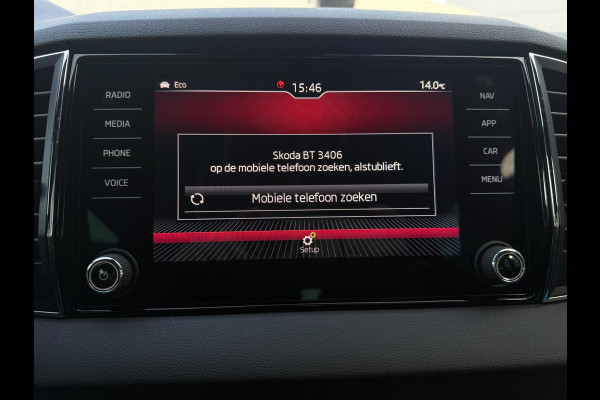 Eco
15:46
14.0°C
RADIO
MEDIA
PHONE
VOICE
Skoda BT 3406
op de mobiele telefoon zoeken, alstublieft.
Mobiele telefoon zoeken
Setup
NAV
APP
CAR
MENU